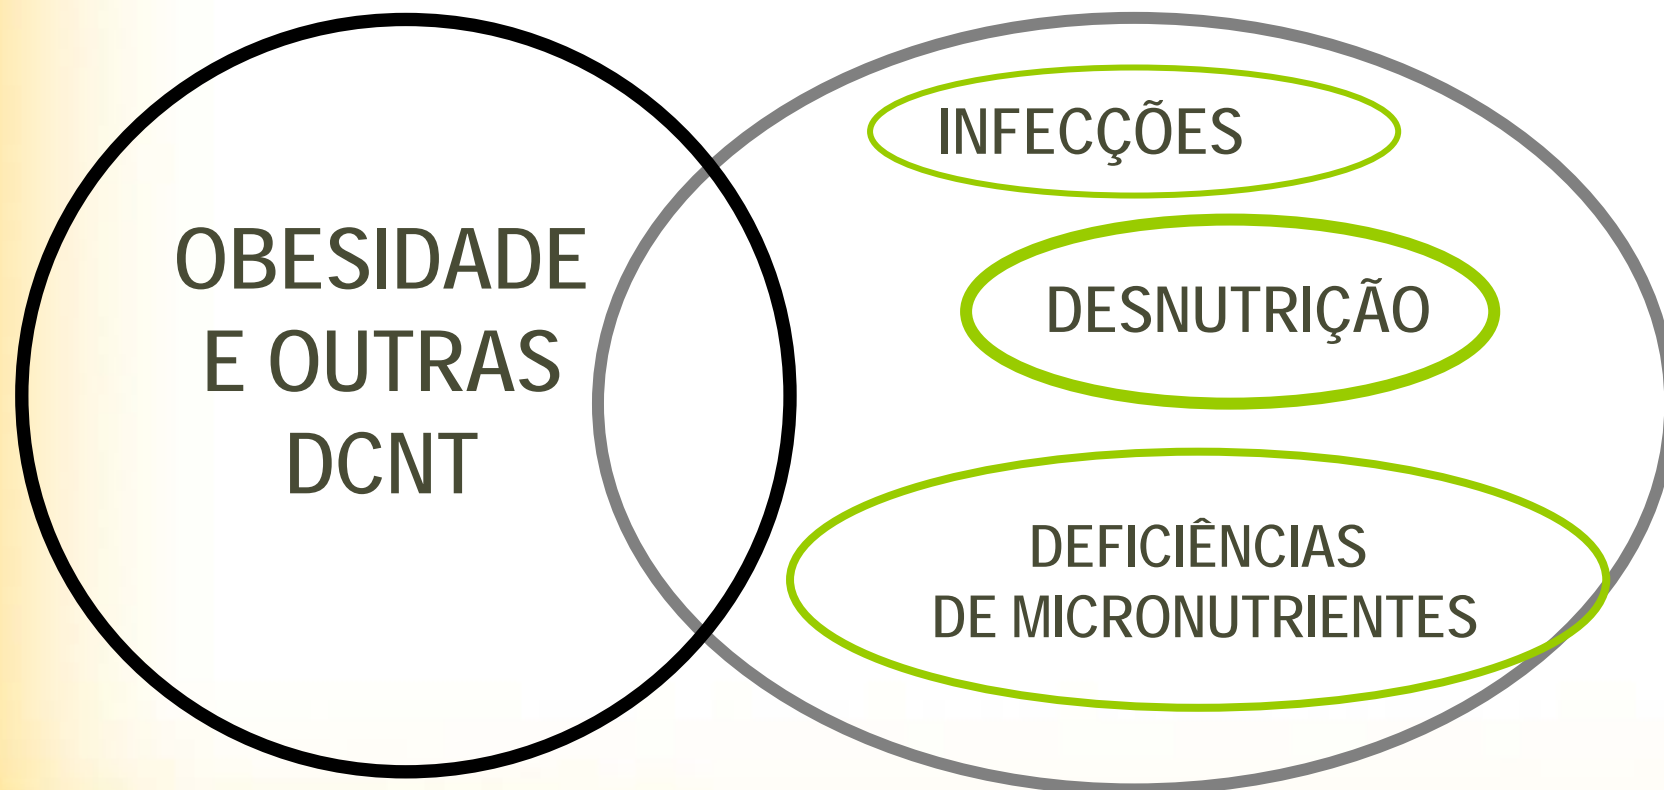 OBESIDADE
E OUTRAS
DCNT
INFECÇÕES
DESNUTRIÇÃO
DEFICIÊNCIAS
DE MICRONUTRIENTES